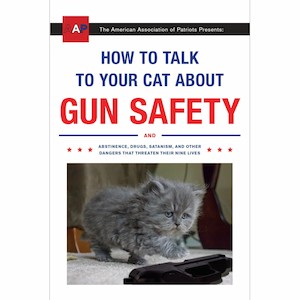 AAP The American Association of Patriots Presents:
HOW TO TALK
TO YOUR CAT ABOUT
GUN SAFETY
AND
ABSTINENCE, DRUGS, SATANISM, AND OTHER
DANGERS THAT THREATEN THEIR NINE LIVES